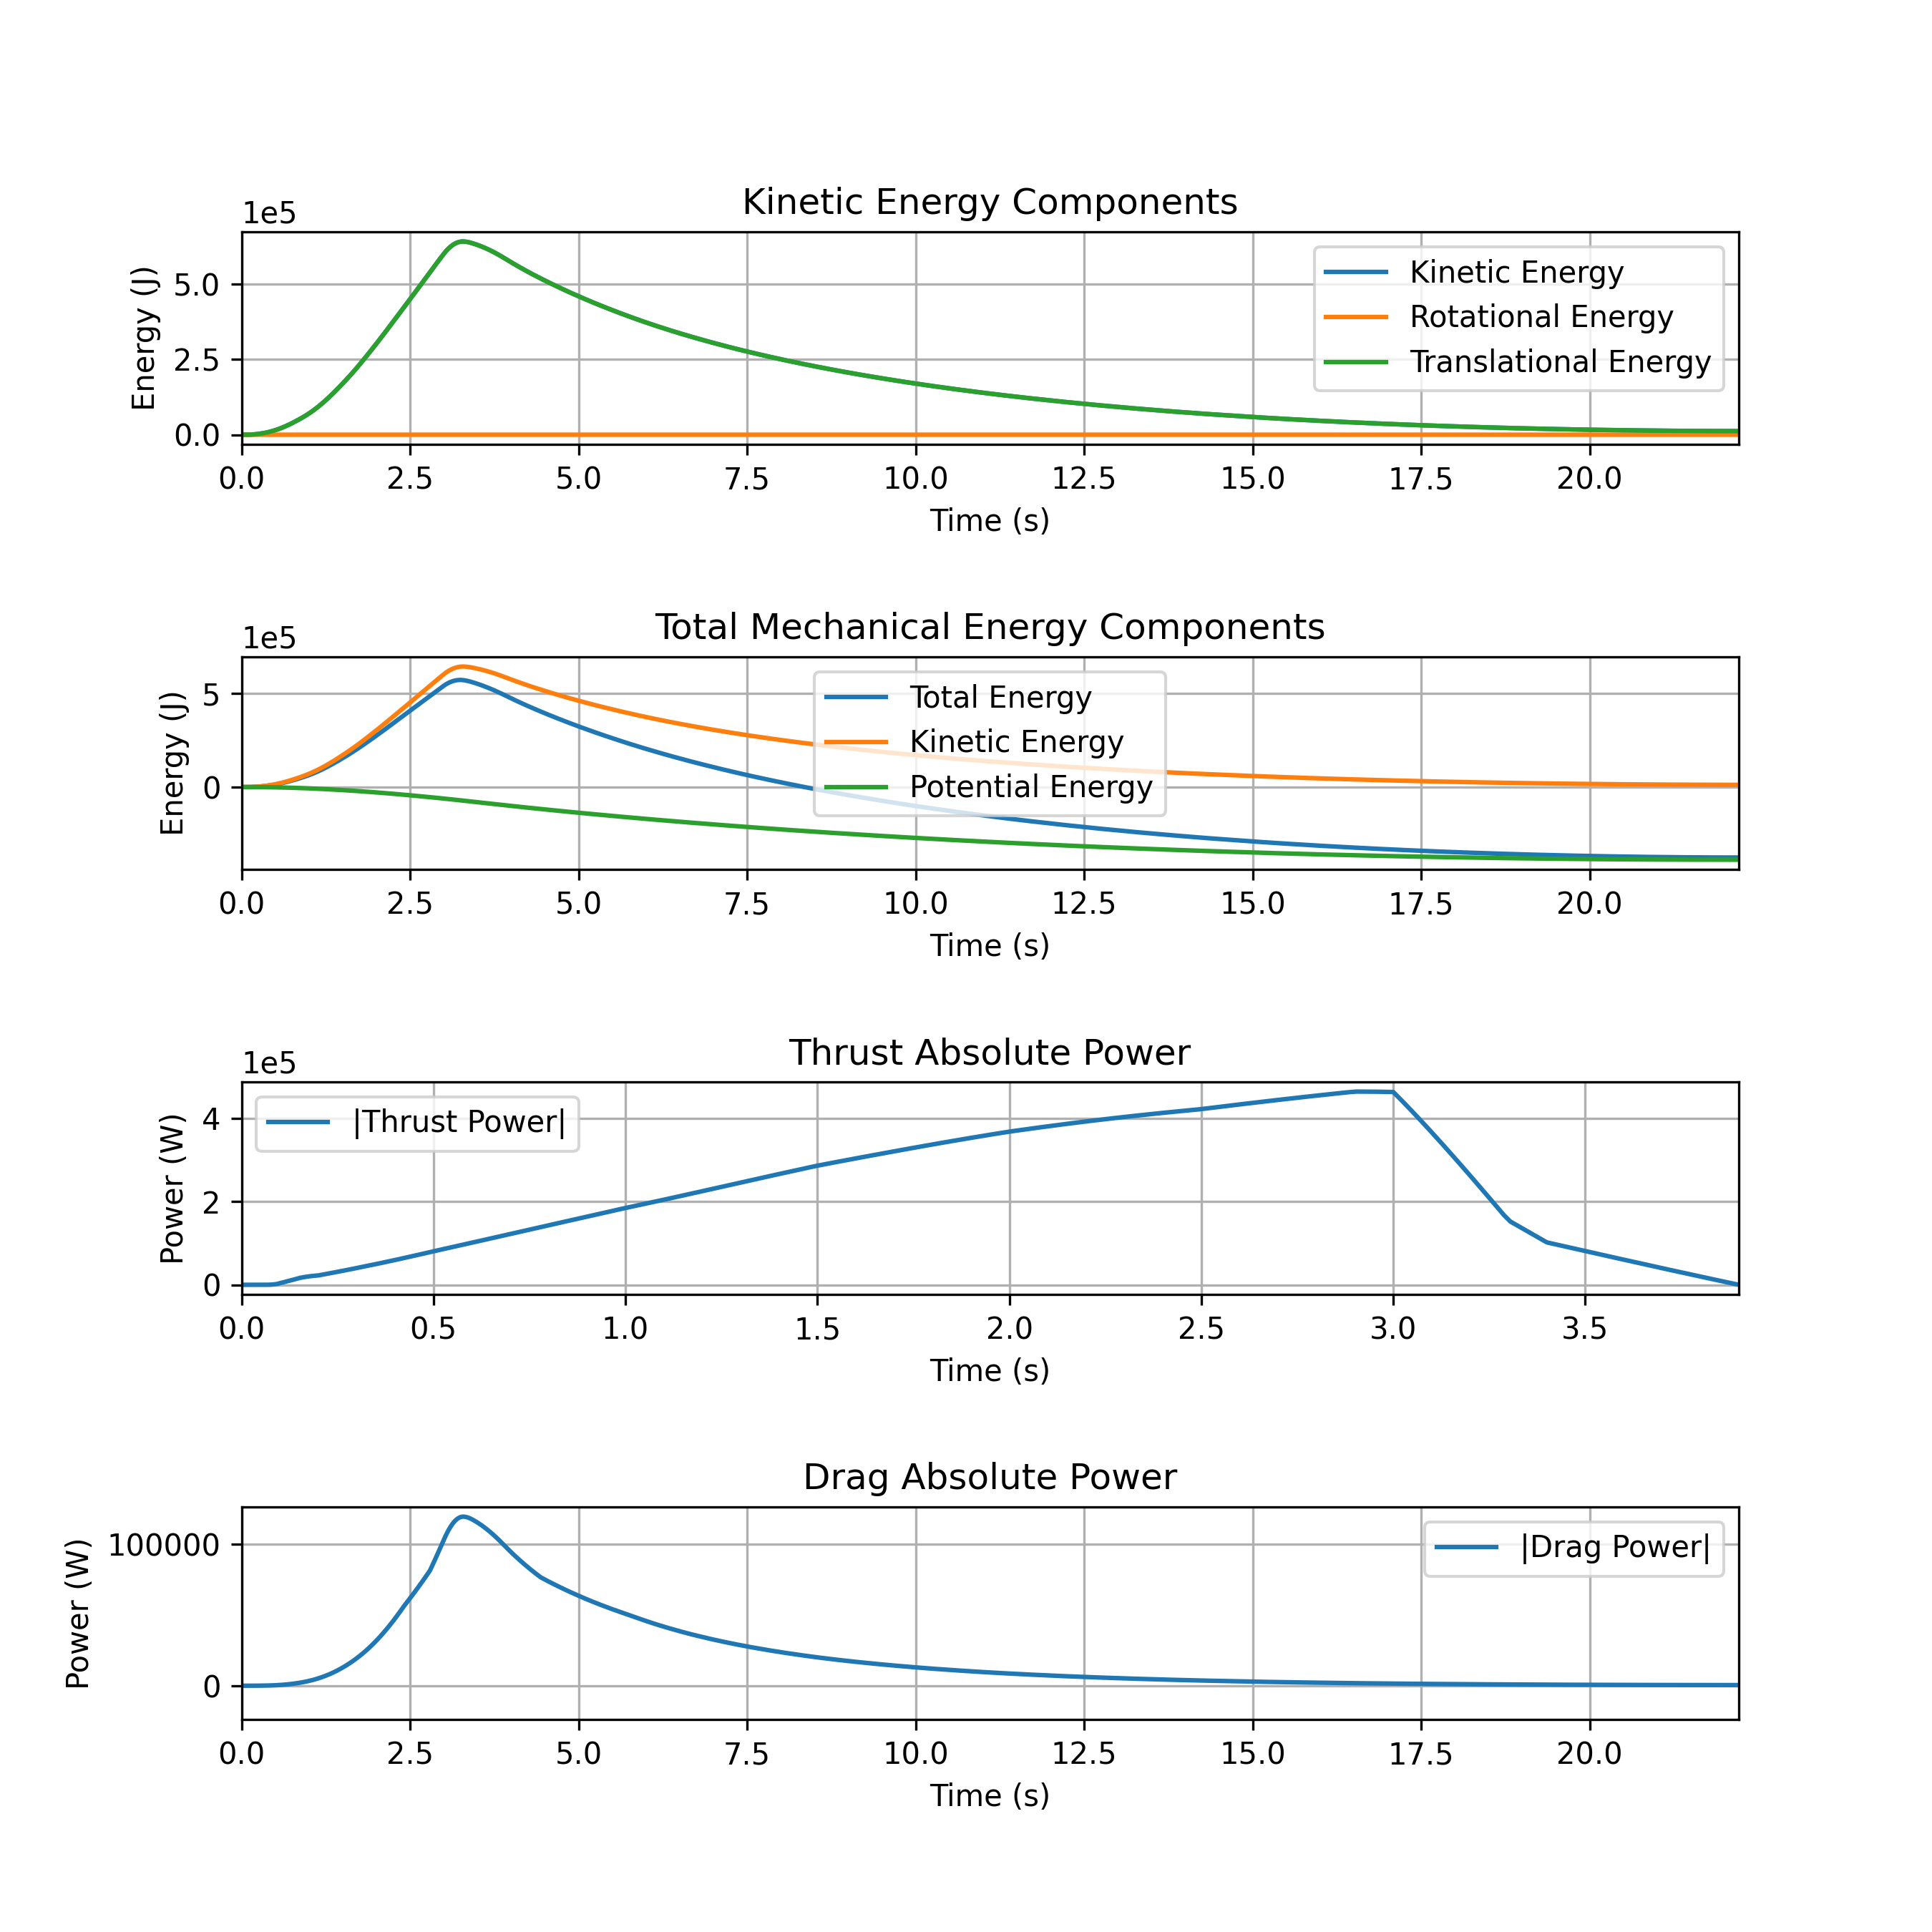 Kinetic Energy Components
1e5
Energy (J)
5.0
2.5
0.0
Kinetic Energy
Rotational Energy
Translational Energy
0.0 2.5 5.0 7.5 10.0 12.5 15.0 17.5 20.0
Time (s)
Total Mechanical Energy Components
1e5
Energy (J)
5
0
Total Energy
Kinetic Energy
Potential Energy
0.0 2.5 5.0 7.5 10.0 12.5 15.0 17.5 20.0
Time (s)
Thrust Absolute Power
1e5
Power (W)
4
2
0
|Thrust Power|
0.0 0.5 1.0 1.5 2.0 2.5 3.0 3.5
Time (s)
Drag Absolute Power
Power (W)
100000
0
|Drag Power|
0.0 2.5 5.0 7.5 10.0 12.5 15.0 17.5 20.0
Time (s)